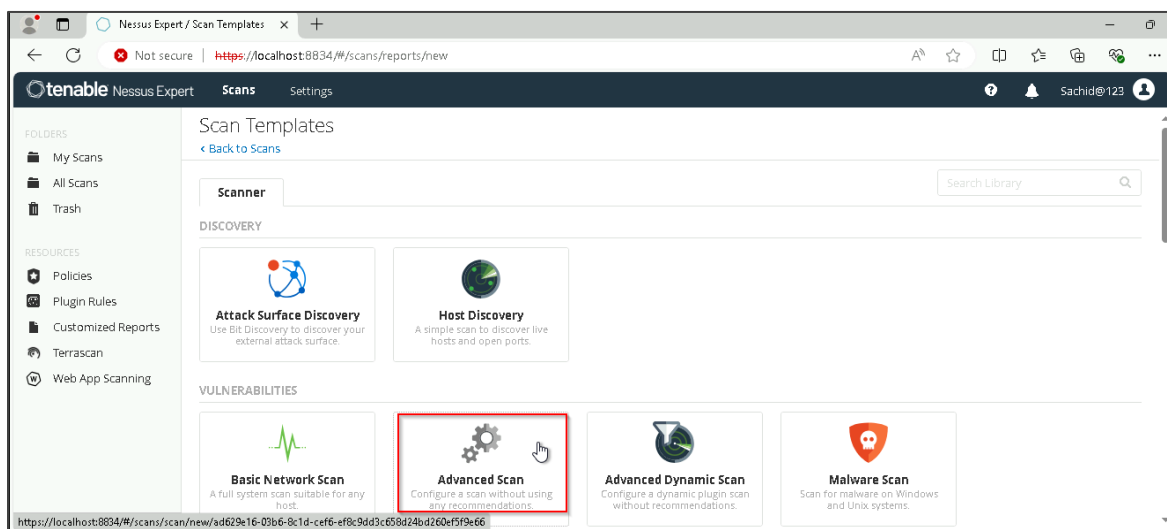 Nessus Expert / Scan Templates
Not secure | https://localhost:8834/#/scans/reports/new
tenable Nessus Expert Scans Settings Sachid@123
FOLDERS
My Scans
All Scans
Trash
RESOURCES
Policies
Plugin Rules
Customized Reports
Terrascan
Web App Scanning
Scan Templates
Back to Scans
Scanner
Search Library
DISCOVERY
Attack Surface Discovery
Use Bit Discovery to discover your
external attack surface.
Host Discovery
A simple scan to discover live
hosts and open ports.
VULNERABILITIES
Basic Network Scan
A full system scan suitable for any
host.
Advanced Scan
Configure a scan without using
any recommendations.
Advanced Dynamic Scan
Configure a dynamic plugin scan
without recommendations.
Malware Scan
Scan for malware on Windows
and Unix systems.
https://localhost:8834/#/scans/scan/new/ad629e16-03b6-8c1d-cef6-ef8c9dd3c658d24bd260ef5f9e66